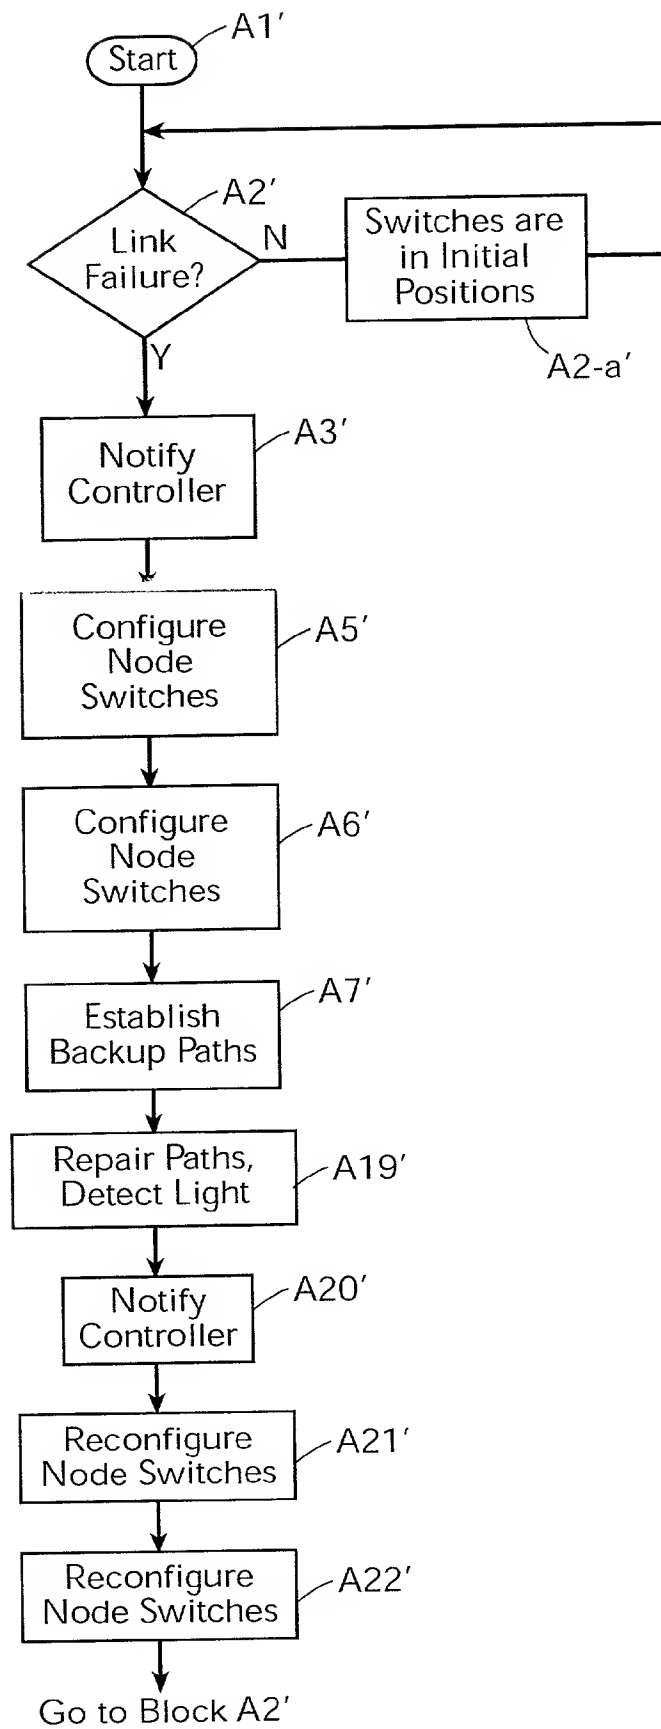 A1′
Start
A2′
Link
Failure?
N
Switches are
in Initial
Positions
A2-a′
Y
A3′
Notify
Controller
A5′
Configure
Node
Switches
A6′
Configure
Node
Switches
A7′
Establish
Backup Paths
A19′
Repair Paths,
Detect Light
A20′
Notify
Controller
A21′
Reconfigure
Node Switches
A22′
Reconfigure
Node Switches
Go to Block A2′